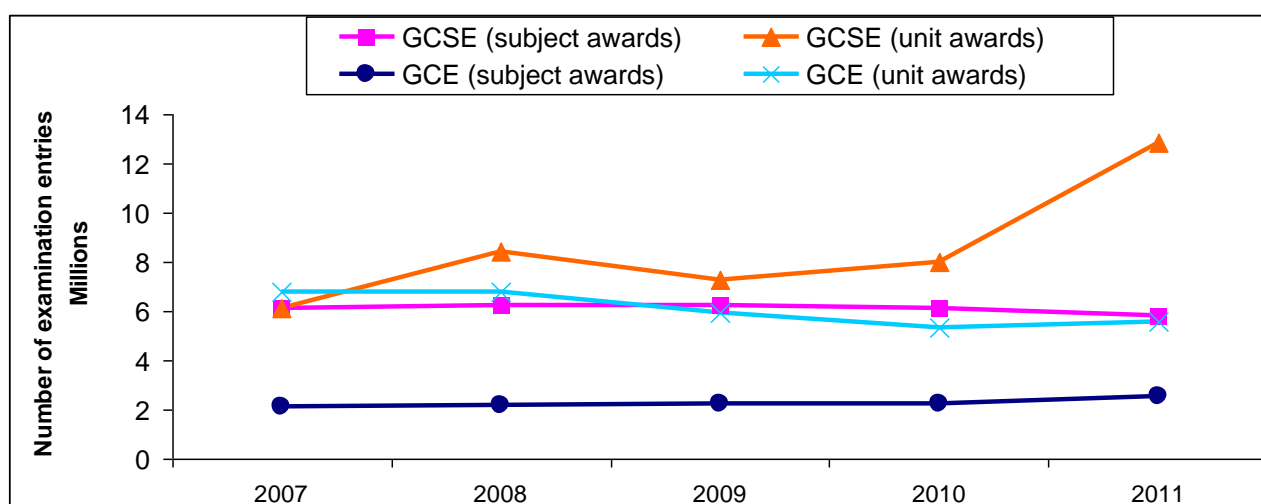 GCSE (subject awards) GCSE (unit awards)
GCE (subject awards) GCE (unit awards)
Number of examination entries
Millions
14
12
10
8
6
4
2
0
2007 2008 2009 2010 2011